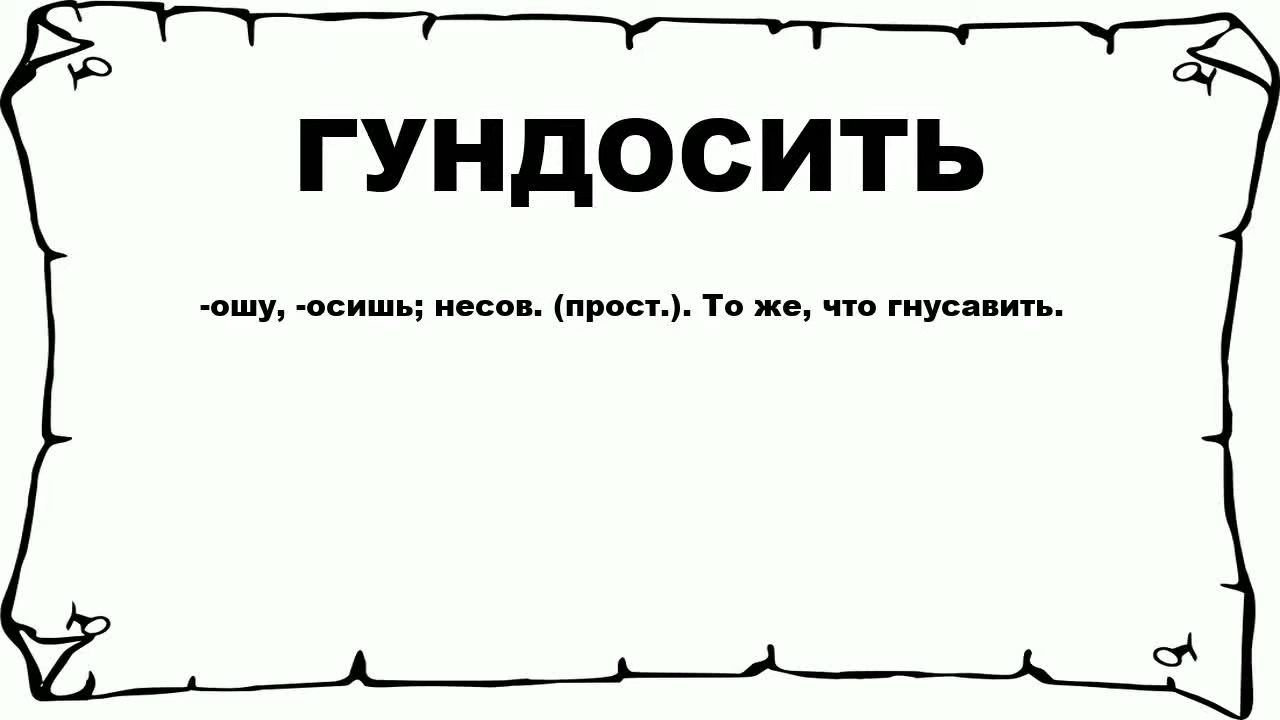 ГУНДОСИТЬ
-ошу, -осишь; несов. (прост.). То же, что гнусавить.